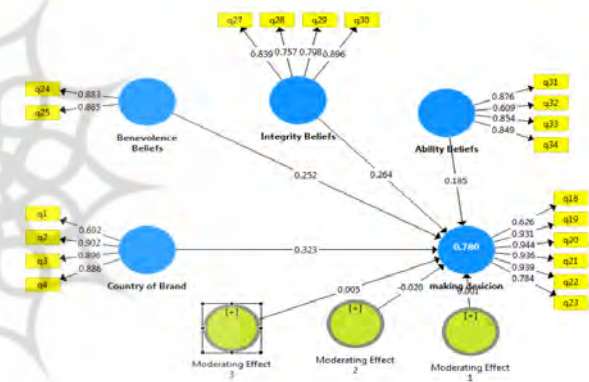 q27 q28 q29 q30
0.839 0.757 0.798 0.896
q24 0.883
q25 0.885
Benevolence
Beliefs
Integrity Beliefs
q31 0.876
q32 0.609
q33 0.854
q34 0.849
Ability Beliefs
0.252
0.264
0.185
q1 0.692
q2 0.902
q3 0.896
q4 0.886
Country of Brand
0.323
0.780
making desicion
q18 0.626
q19 0.931
q20 0.944
q21 0.936
q22 0.939
q23 0.784
0.005
-0.020
0.001
[+]
[+]
[+]
Moderating Effect
3
Moderating Effect
2
Moderating Effect
1